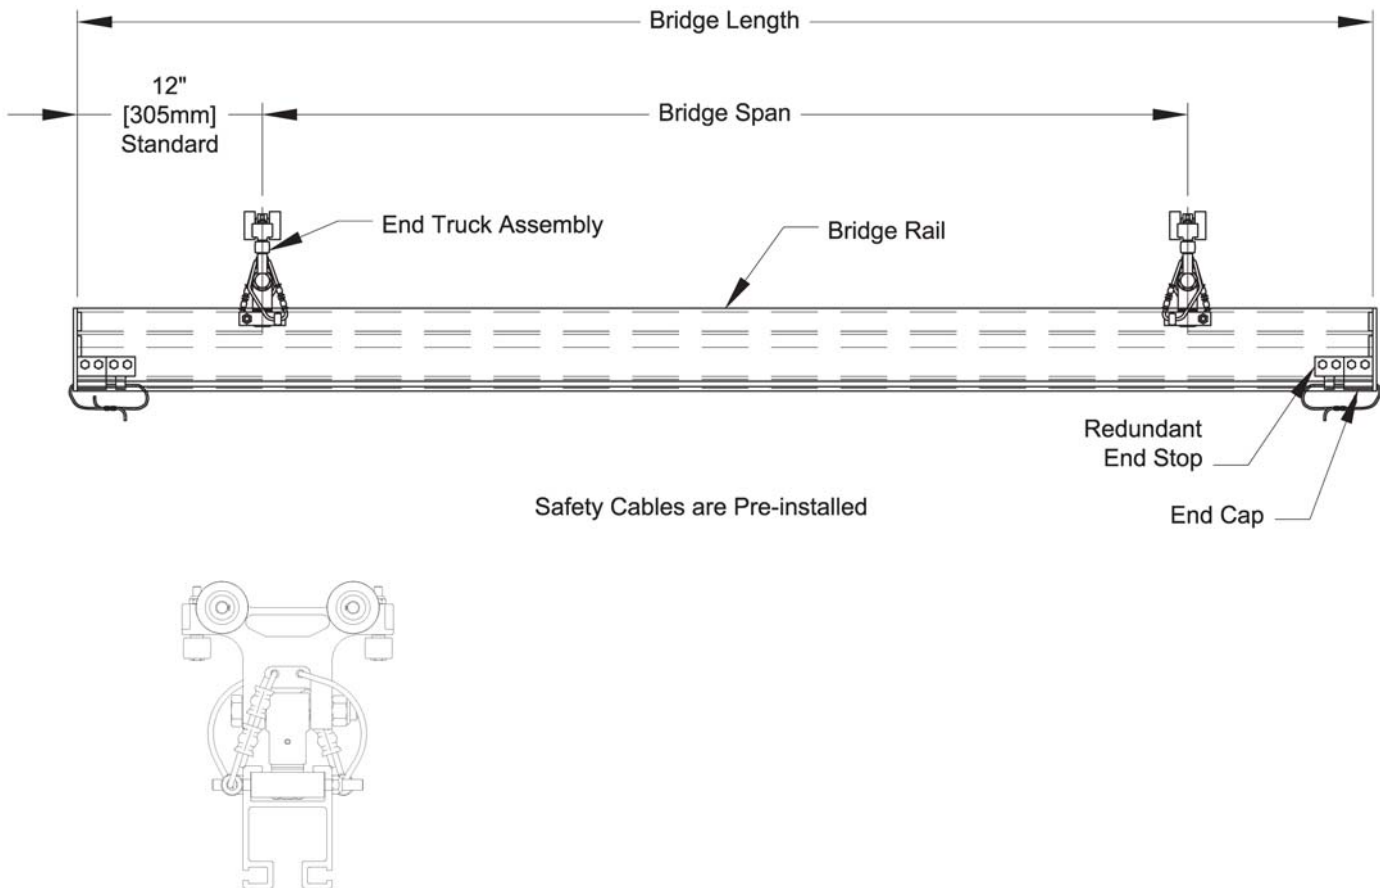 Bridge Length
12"
[305mm]
Standard
Bridge Span
End Truck Assembly
Bridge Rail
Redundant
End Stop
Safety Cables are Pre-installed
End Cap